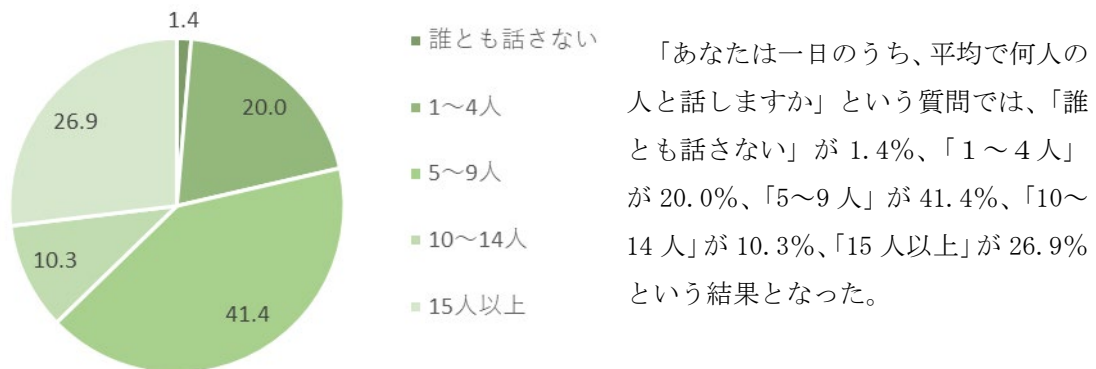 1.4
20.0
41.4
10.3
26.9
誰とも話さない
1～4人
5～9人
10～14人
15人以上
「あなたは一日のうち、平均で何人の
人と話しますか」という質問では、「誰
とも話さない」が 1.4％、「１～４人」
が 20.0％、「5～9 人」が 41.4％、「10～
14 人」が 10.3％、「15 人以上」が 26.9％
という結果となった。